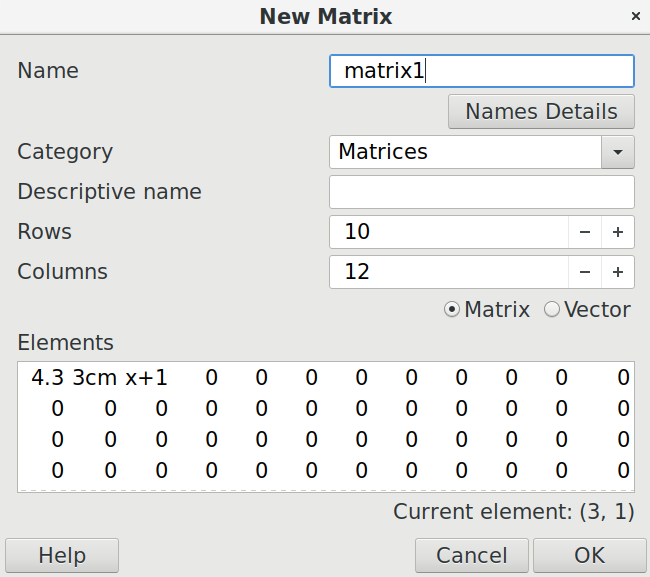 New Matrix ×
Name matrix1
Names Details
Category Matrices
Descriptive name
Rows 10 − +
Columns 12 − +
Matrix Vector
Elements
4.3 3cm x+1 0 0 0 0 0 0 0 0 0
0 0 0 0 0 0 0 0 0 0 0 0
0 0 0 0 0 0 0 0 0 0 0 0
0 0 0 0 0 0 0 0 0 0 0 0
Current element: (3, 1)
Help Cancel OK